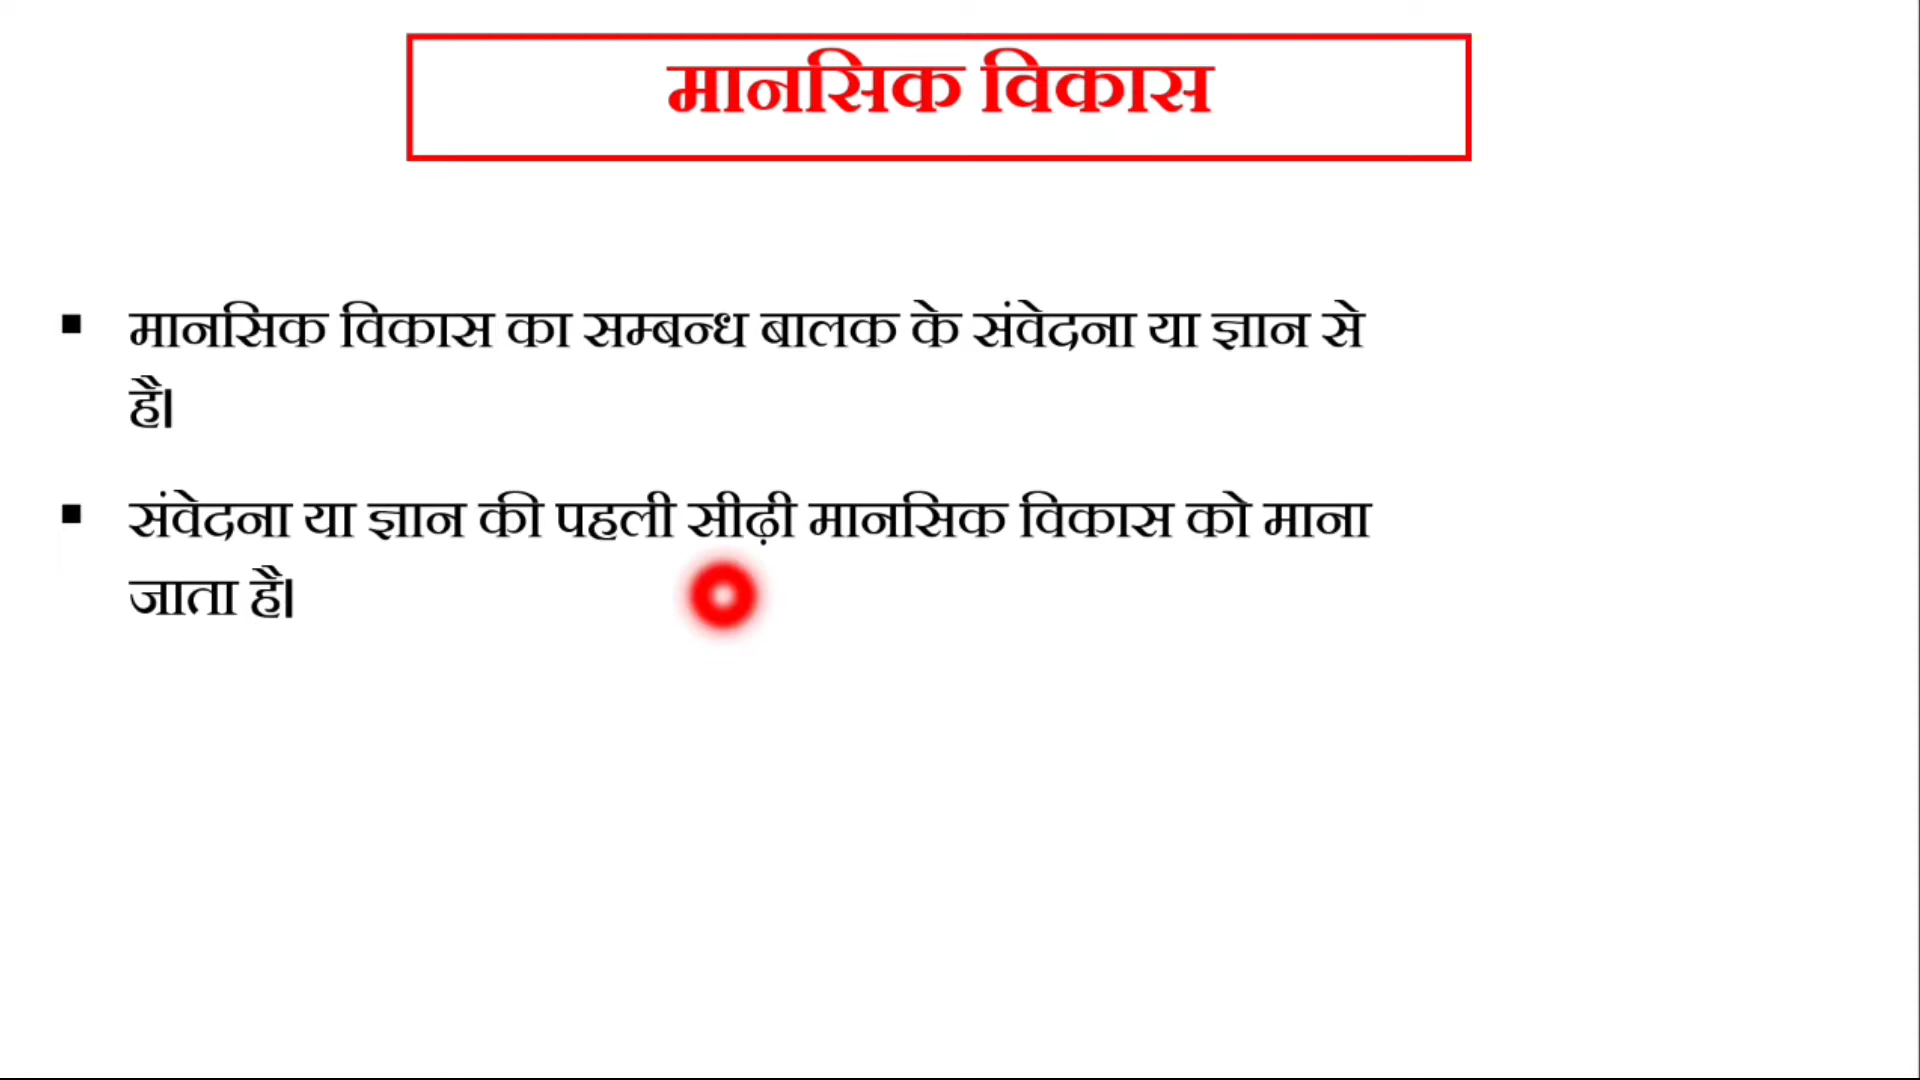 मानसिक विकास
▪ मानसिक विकास का सम्बन्ध बालक के संवेदना या ज्ञान से
है।
▪ संवेदना या ज्ञान की पहली सीढ़ी मानसिक विकास को माना
जाता है।